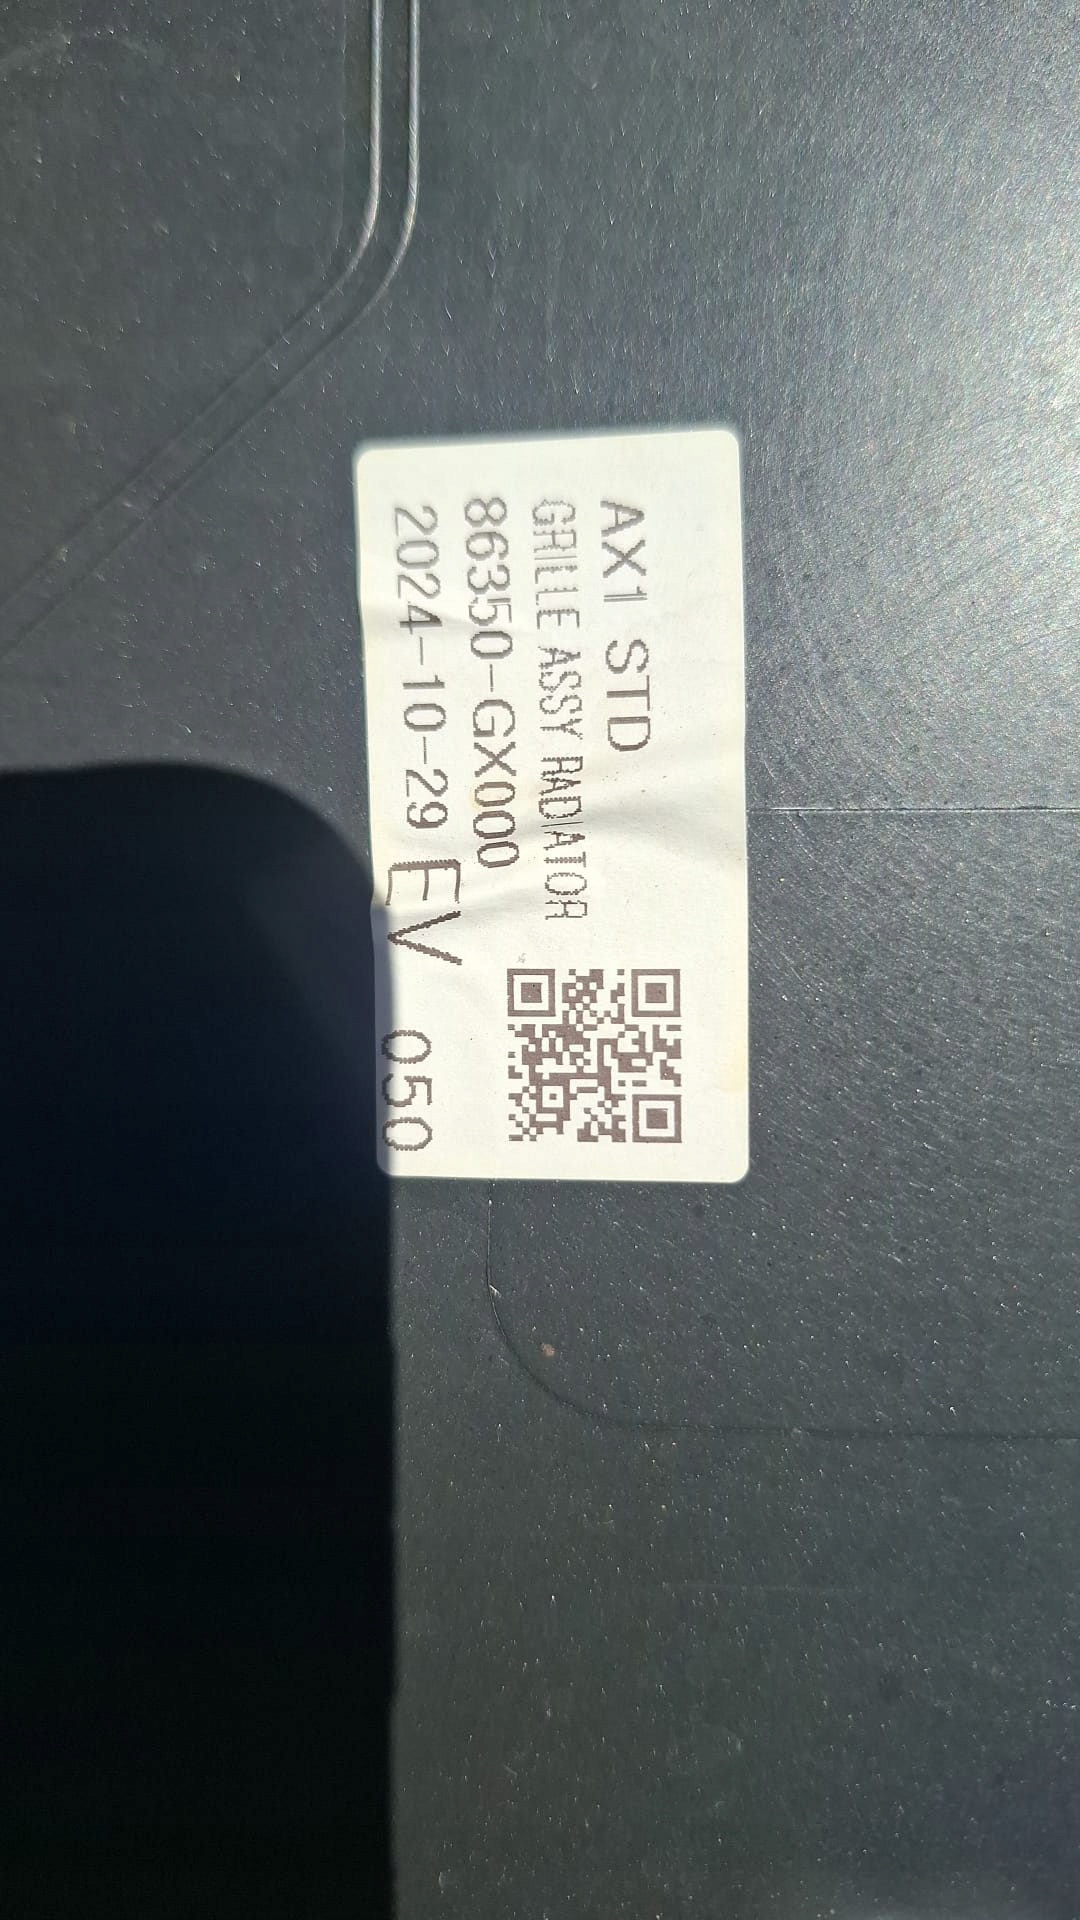 AX1 STD
GRILLE ASSY RADIATOR
86350-GX000
2024-10-29 EV 050